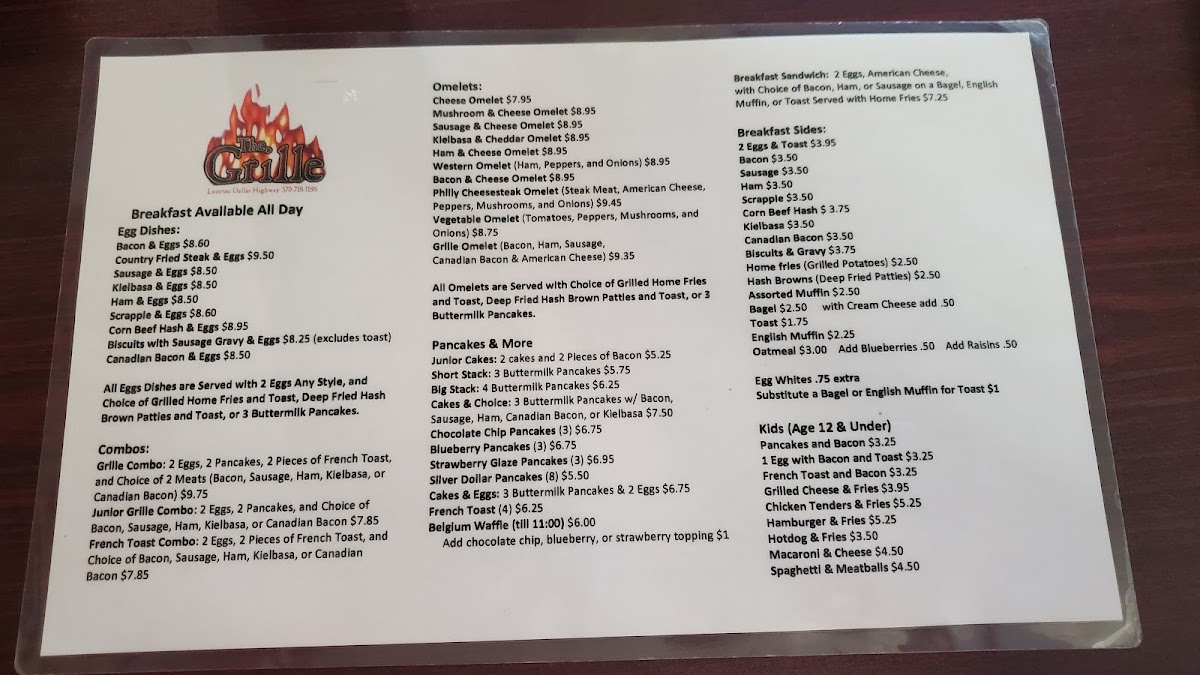 The
Grille
Luzerne-Dallas Highway 570-718-1188
Breakfast Available All Day
Egg Dishes:
Bacon & Eggs $8.60
Country Fried Steak & Eggs $9.50
Sausage & Eggs $8.50
Kielbasa & Eggs $8.50
Ham & Eggs $8.50
Scrapple & Eggs $8.60
Corn Beef Hash & Eggs $8.95
Biscuits with Sausage Gravy & Eggs $8.25 (excludes toast)
Canadian Bacon & Eggs $8.50
All Eggs Dishes are Served with 2 Eggs Any Style, and
Choice of Grilled Home Fries and Toast, Deep Fried Hash
Brown Patties and Toast, or 3 Buttermilk Pancakes.
Combos:
Grille Combo: 2 Eggs, 2 Pancakes, 2 Pieces of French Toast,
and Choice of 2 Meats (Bacon, Sausage, Ham, Kielbasa, or
Canadian Bacon) $9.75
Junior Grille Combo: 2 Eggs, 2 Pancakes, and Choice of
Bacon, Sausage, Ham, Kielbasa, or Canadian Bacon $7.85
French Toast Combo: 2 Eggs, 2 Pieces of French Toast, and
Choice of Bacon, Sausage, Ham, Kielbasa, or Canadian
Bacon $7.85
Omelets:
Cheese Omelet $7.95
Mushroom & Cheese Omelet $8.95
Sausage & Cheese Omelet $8.95
Kielbasa & Cheddar Omelet $8.95
Ham & Cheese Omelet $8.95
Western Omelet (Ham, Peppers, and Onions) $8.95
Bacon & Cheese Omelet $8.95
Philly Cheesesteak Omelet (Steak Meat, American Cheese,
Peppers, Mushrooms, and Onions) $9.45
Vegetable Omelet (Tomatoes, Peppers, Mushrooms, and
Onions) $8.75
Grille Omelet (Bacon, Ham, Sausage,
Canadian Bacon & American Cheese) $9.35
All Omelets are Served with Choice of Grilled Home Fries
and Toast, Deep Fried Hash Brown Patties and Toast, or 3
Buttermilk Pancakes.
Pancakes & More
Junior Cakes: 2 cakes and 2 Pieces of Bacon $5.25
Short Stack: 3 Buttermilk Pancakes $5.75
Big Stack: 4 Buttermilk Pancakes $6.25
Cakes & Choice: 3 Buttermilk Pancakes w/ Bacon,
Sausage, Ham, Canadian Bacon, or Kielbasa $7.50
Chocolate Chip Pancakes (3) $6.75
Blueberry Pancakes (3) $6.75
Strawberry Glaze Pancakes (3) $6.95
Silver Dollar Pancakes (8) $5.50
Cakes & Eggs: 3 Buttermilk Pancakes & 2 Eggs $6.75
French Toast (4) $6.25
Belgium Waffle (till 11:00) $6.00
Add chocolate chip, blueberry, or strawberry topping $1
Breakfast Sandwich: 2 Eggs, American Cheese,
with Choice of Bacon, Ham, or Sausage on a Bagel, English
Muffin, or Toast Served with Home Fries $7.25
Breakfast Sides:
2 Eggs & Toast $3.95
Bacon $3.50
Sausage $3.50
Ham $3.50
Scrapple $3.50
Corn Beef Hash $ 3.75
Kielbasa $3.50
Canadian Bacon $3.50
Biscuits & Gravy $3.75
Home fries (Grilled Potatoes) $2.50
Hash Browns (Deep Fried Patties) $2.50
Assorted Muffin $2.50
Bagel $2.50 with Cream Cheese add .50
Toast $1.75
English Muffin $2.25
Oatmeal $3.00 Add Blueberries .50 Add Raisins .50
Egg Whites .75 extra
Substitute a Bagel or English Muffin for Toast $1
Kids (Age 12 & Under)
Pancakes and Bacon $3.25
1 Egg with Bacon and Toast $3.25
French Toast and Bacon $3.25
Grilled Cheese & Fries $3.95
Chicken Tenders & Fries $5.25
Hamburger & Fries $5.25
Hotdog & Fries $3.50
Macaroni & Cheese $4.50
Spaghetti & Meatballs $4.50